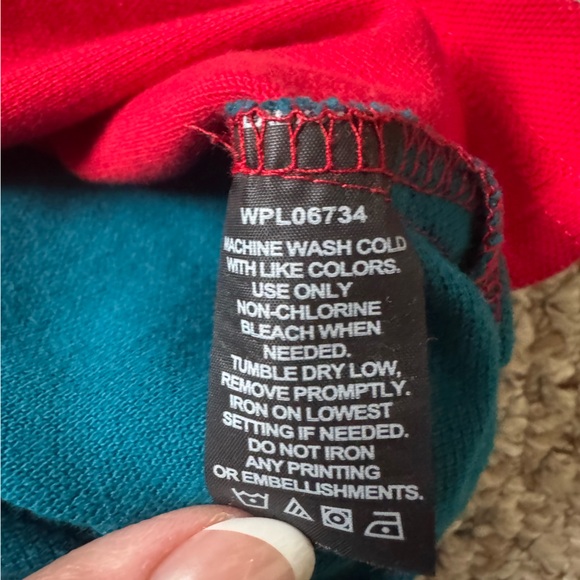 WPL06734
MACHINE WASH COLD
WITH LIKE COLORS.
USE ONLY
NON-CHLORINE
BLEACH WHEN
NEEDED.
TUMBLE DRY LOW,
REMOVE PROMPTLY.
IRON ON LOWEST
SETTING IF NEEDED.
DO NOT IRON
ANY PRINTING
OR EMBELLISHMENTS.